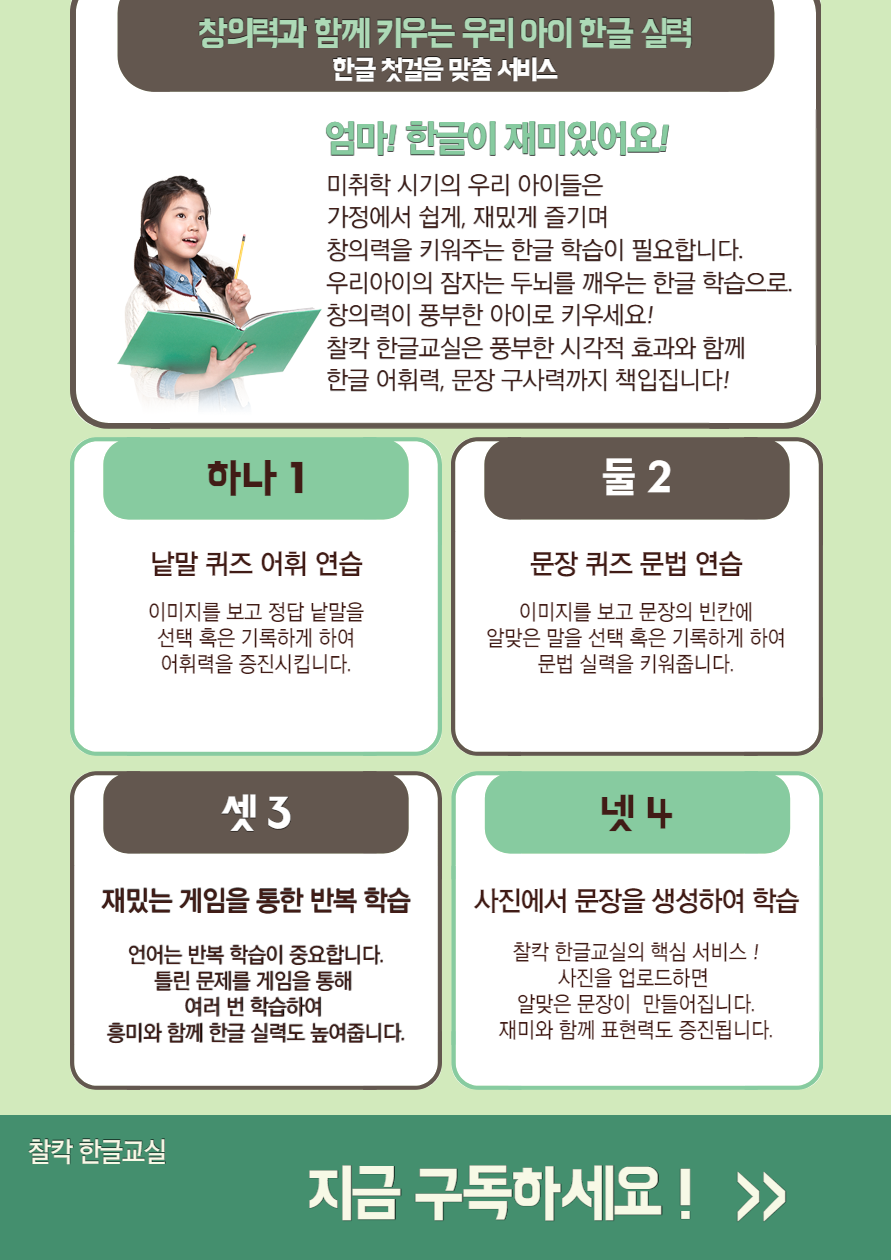 창의력과 함께 키우는 우리 아이 한글 실력
한글 첫걸음 맞춤 서비스
엄마! 한글이 재미있어요!
미취학 시기의 우리 아이들은
가정에서 쉽게, 재밌게 즐기며
창의력을 키워주는 한글 학습이 필요합니다.
우리아이의 잠자는 두뇌를 깨우는 한글 학습으로.
창의력이 풍부한 아이로 키우세요!
찰칵 한글교실은 풍부한 시각적 효과와 함께
한글 어휘력, 문장 구사력까지 책입집니다!
하나 1
낱말 퀴즈 어휘 연습
이미지를 보고 정답 낱말을
선택 혹은 기록하게 하여
어휘력을 증진시킵니다.
둘 2
문장 퀴즈 문법 연습
이미지를 보고 문장의 빈칸에
알맞은 말을 선택 혹은 기록하게 하여
문법 실력을 키워줍니다.
셋 3
재밌는 게임을 통한 반복 학습
언어는 반복 학습이 중요합니다.
틀린 문제를 게임을 통해
여러 번 학습하여
흥미와 함께 한글 실력도 높여줍니다.
넷 4
사진에서 문장을 생성하여 학습
찰칵 한글교실의 핵심 서비스 !
사진을 업로드하면
알맞은 문장이 만들어집니다.
재미와 함께 표현력도 증진됩니다.
찰칵 한글교실
지금 구독하세요 ! >>